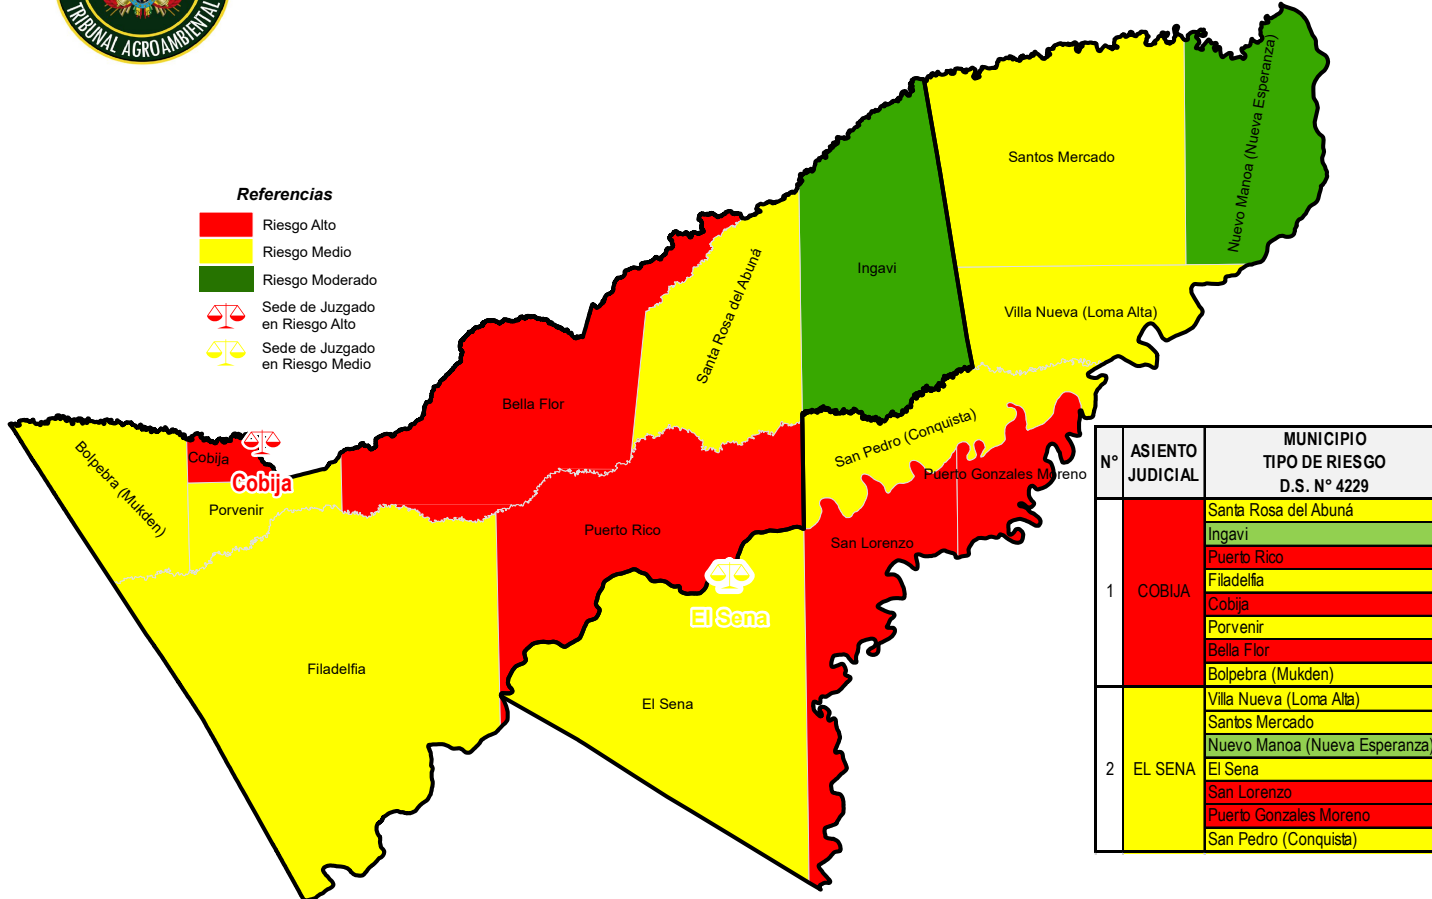 TRIBUNAL AGROAMBIENTAL
Referencias
Riesgo Alto
Riesgo Medio
Riesgo Moderado
Sede de Juzgado
en Riesgo Alto
Sede de Juzgado
en Riesgo Medio
Nuevo Manoa (Nueva Esperanza)
Santos Mercado
Ingavi
Santa Rosa del Abuná
Villa Nueva (Loma Alta)
Bella Flor
San Pedro (Conquista)
Bolpebra (Mukden)
Cobija
Cobija
Porvenir
Puerto Gonzales Moreno
Puerto Rico
San Lorenzo
El Sena
Filadelfia
El Sena
N°
ASIENTO
JUDICIAL
MUNICIPIO
TIPO DE RIESGO
D.S. N° 4229
1
COBIJA
Santa Rosa del Abuná
Ingavi
Puerto Rico
Filadelfia
Cobija
Porvenir
Bella Flor
Bolpebra (Mukden)
2
EL SENA
Villa Nueva (Loma Alta)
Santos Mercado
Nuevo Manoa (Nueva Esperanza)
El Sena
San Lorenzo
Puerto Gonzales Moreno
San Pedro (Conquista)